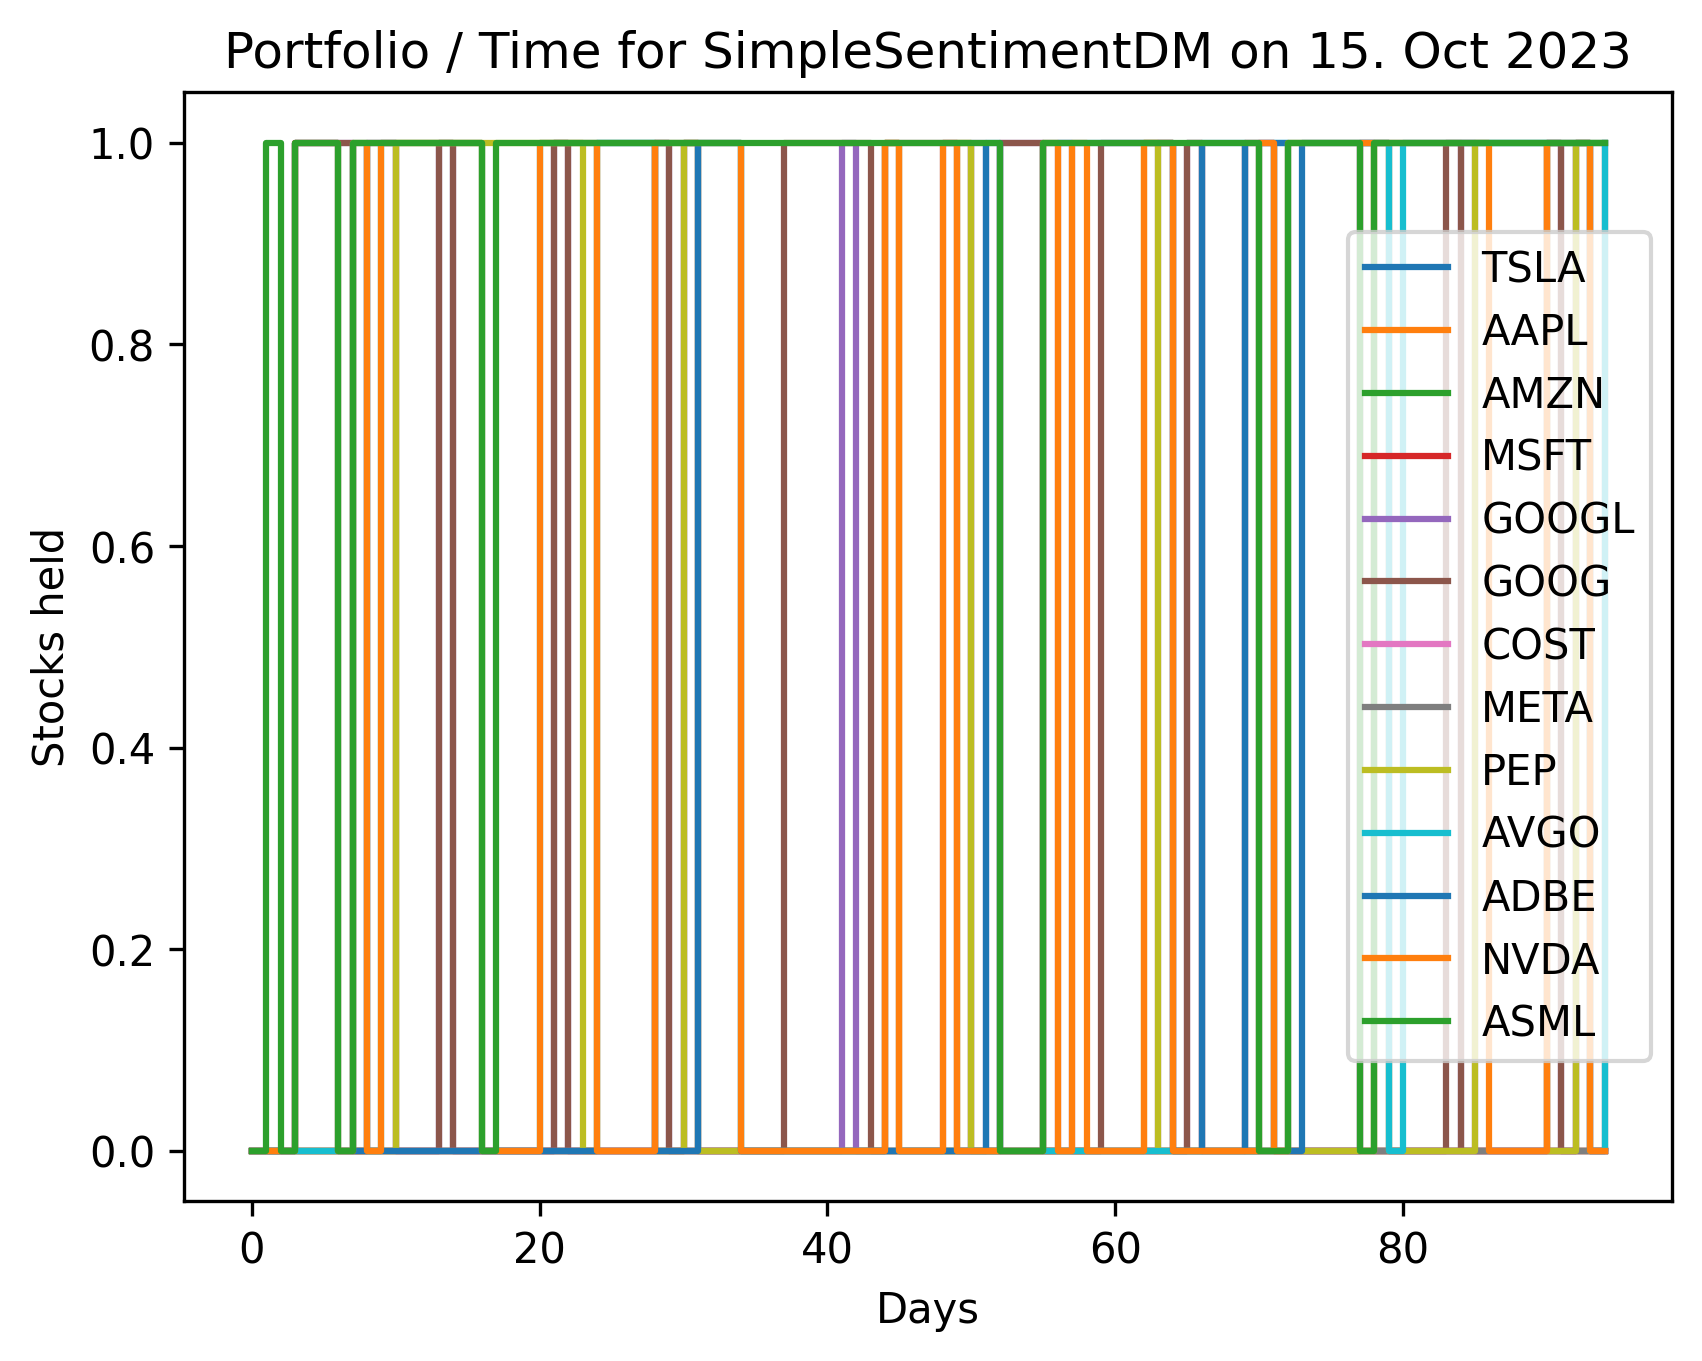 Portfolio / Time for SimpleSentimentDM on 15. Oct 2023
1.0
0.8
0.6
0.4
0.2
0.0
Stocks held
TSLA
AAPL
AMZN
MSFT
GOOGL
GOOG
COST
META
PEP
AVGO
ADBE
NVDA
ASML
0 20 40 60 80
Days